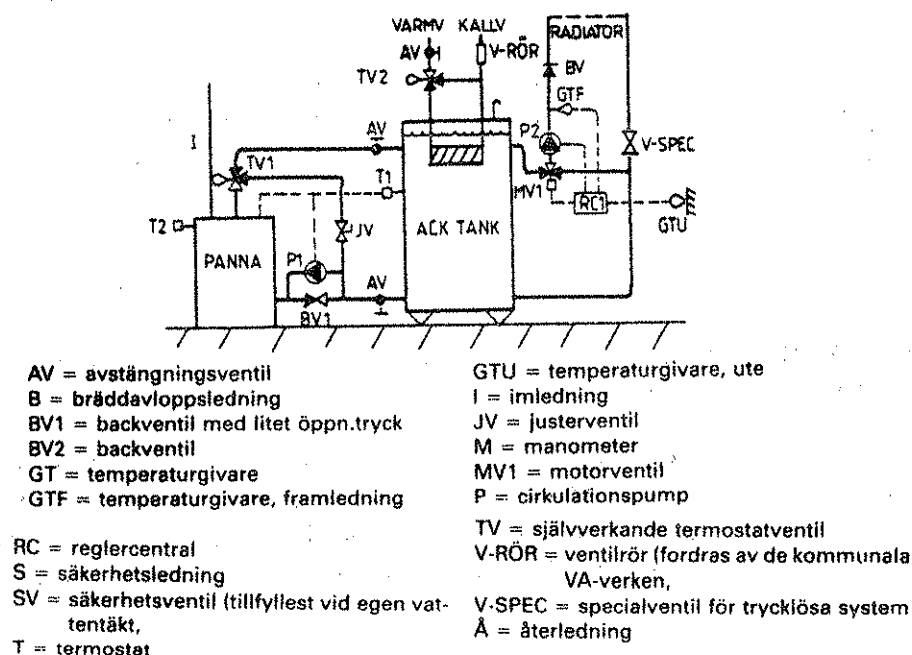 VARMV KALLV
RADIATOR
AV
V-RÖR
BV
TV2
GTF
AV
P2
V-SPEC
I
TV1
T1
MV1
RC1
T2
JV
ACK TANK
GTU
PANNA
P1
AV
BV1
AV = avstängningsventil
B = bräddavloppsledning
BV1 = backventil med litet öppn.tryck
BV2 = backventil
GT = temperaturgivare
GTF = temperaturgivare, framledning
RC = reglercentral
S = säkerhetsledning
SV = säkerhetsventil (tillfyllest vid egen vat-
tentäkt,
T = termostat
GTU = temperaturgivare, ute
I = imledning
JV = justerventil
M = manometer
MV1 = motorventil
P = cirkulationspump
TV = självverkande termostatventil
V-RÖR = ventilrör (fordras av de kommunala
VA-verken,
V-SPEC = specialventil för trycklösa system
Å = återledning